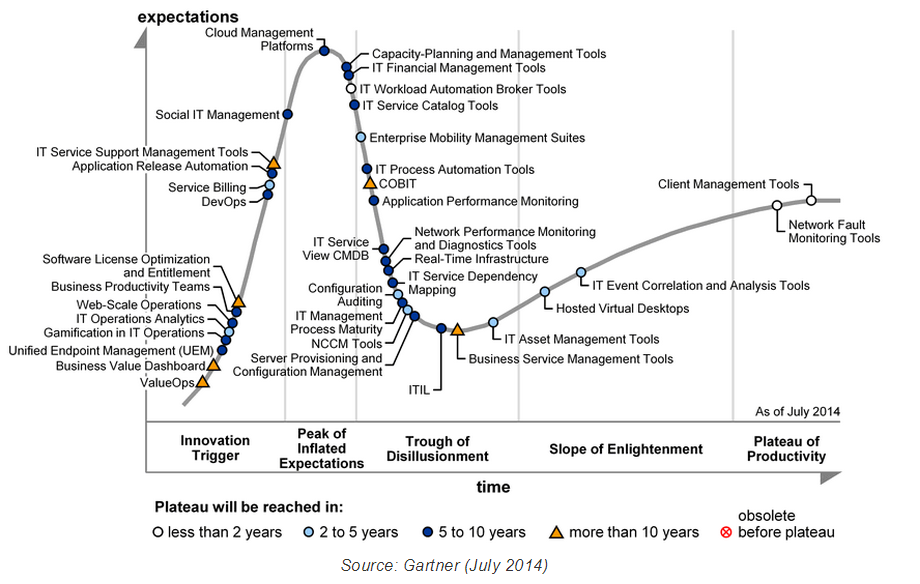 expectations
Cloud Management
Platforms
Capacity-Planning and Management Tools
IT Financial Management Tools
IT Workload Automation Broker Tools
IT Service Catalog Tools
Social IT Management
Enterprise Mobility Management Suites
IT Service Support Management Tools
Application Release Automation
Service Billing
DevOps
IT Process Automation Tools
COBIT
Application Performance Monitoring
Client Management Tools
Network Fault
Monitoring Tools
IT Service
View CMDB
Network Performance Monitoring
and Diagnostics Tools
Real-Time Infrastructure
IT Service Dependency
Mapping
Software License Optimization
and Entitlement
Business Productivity Teams
Web-Scale Operations
IT Operations Analytics
Gamification in IT Operations
Unified Endpoint Management (UEM)
Business Value Dashboard
ValueOps
Configuration
Auditing
IT Management
Process Maturity
NCCM Tools
Server Provisioning and
Configuration Management
ITIL
IT Event Correlation and Analysis Tools
Hosted Virtual Desktops
IT Asset Management Tools
Business Service Management Tools
As of July 2014
Innovation
Trigger
Peak of
Inflated
Expectations
Trough of
Disillusionment
Slope of Enlightenment
Plateau of
Productivity
time
Plateau will be reached in:
less than 2 years
2 to 5 years
5 to 10 years
more than 10 years
obsolete
before plateau
Source: Gartner (July 2014)